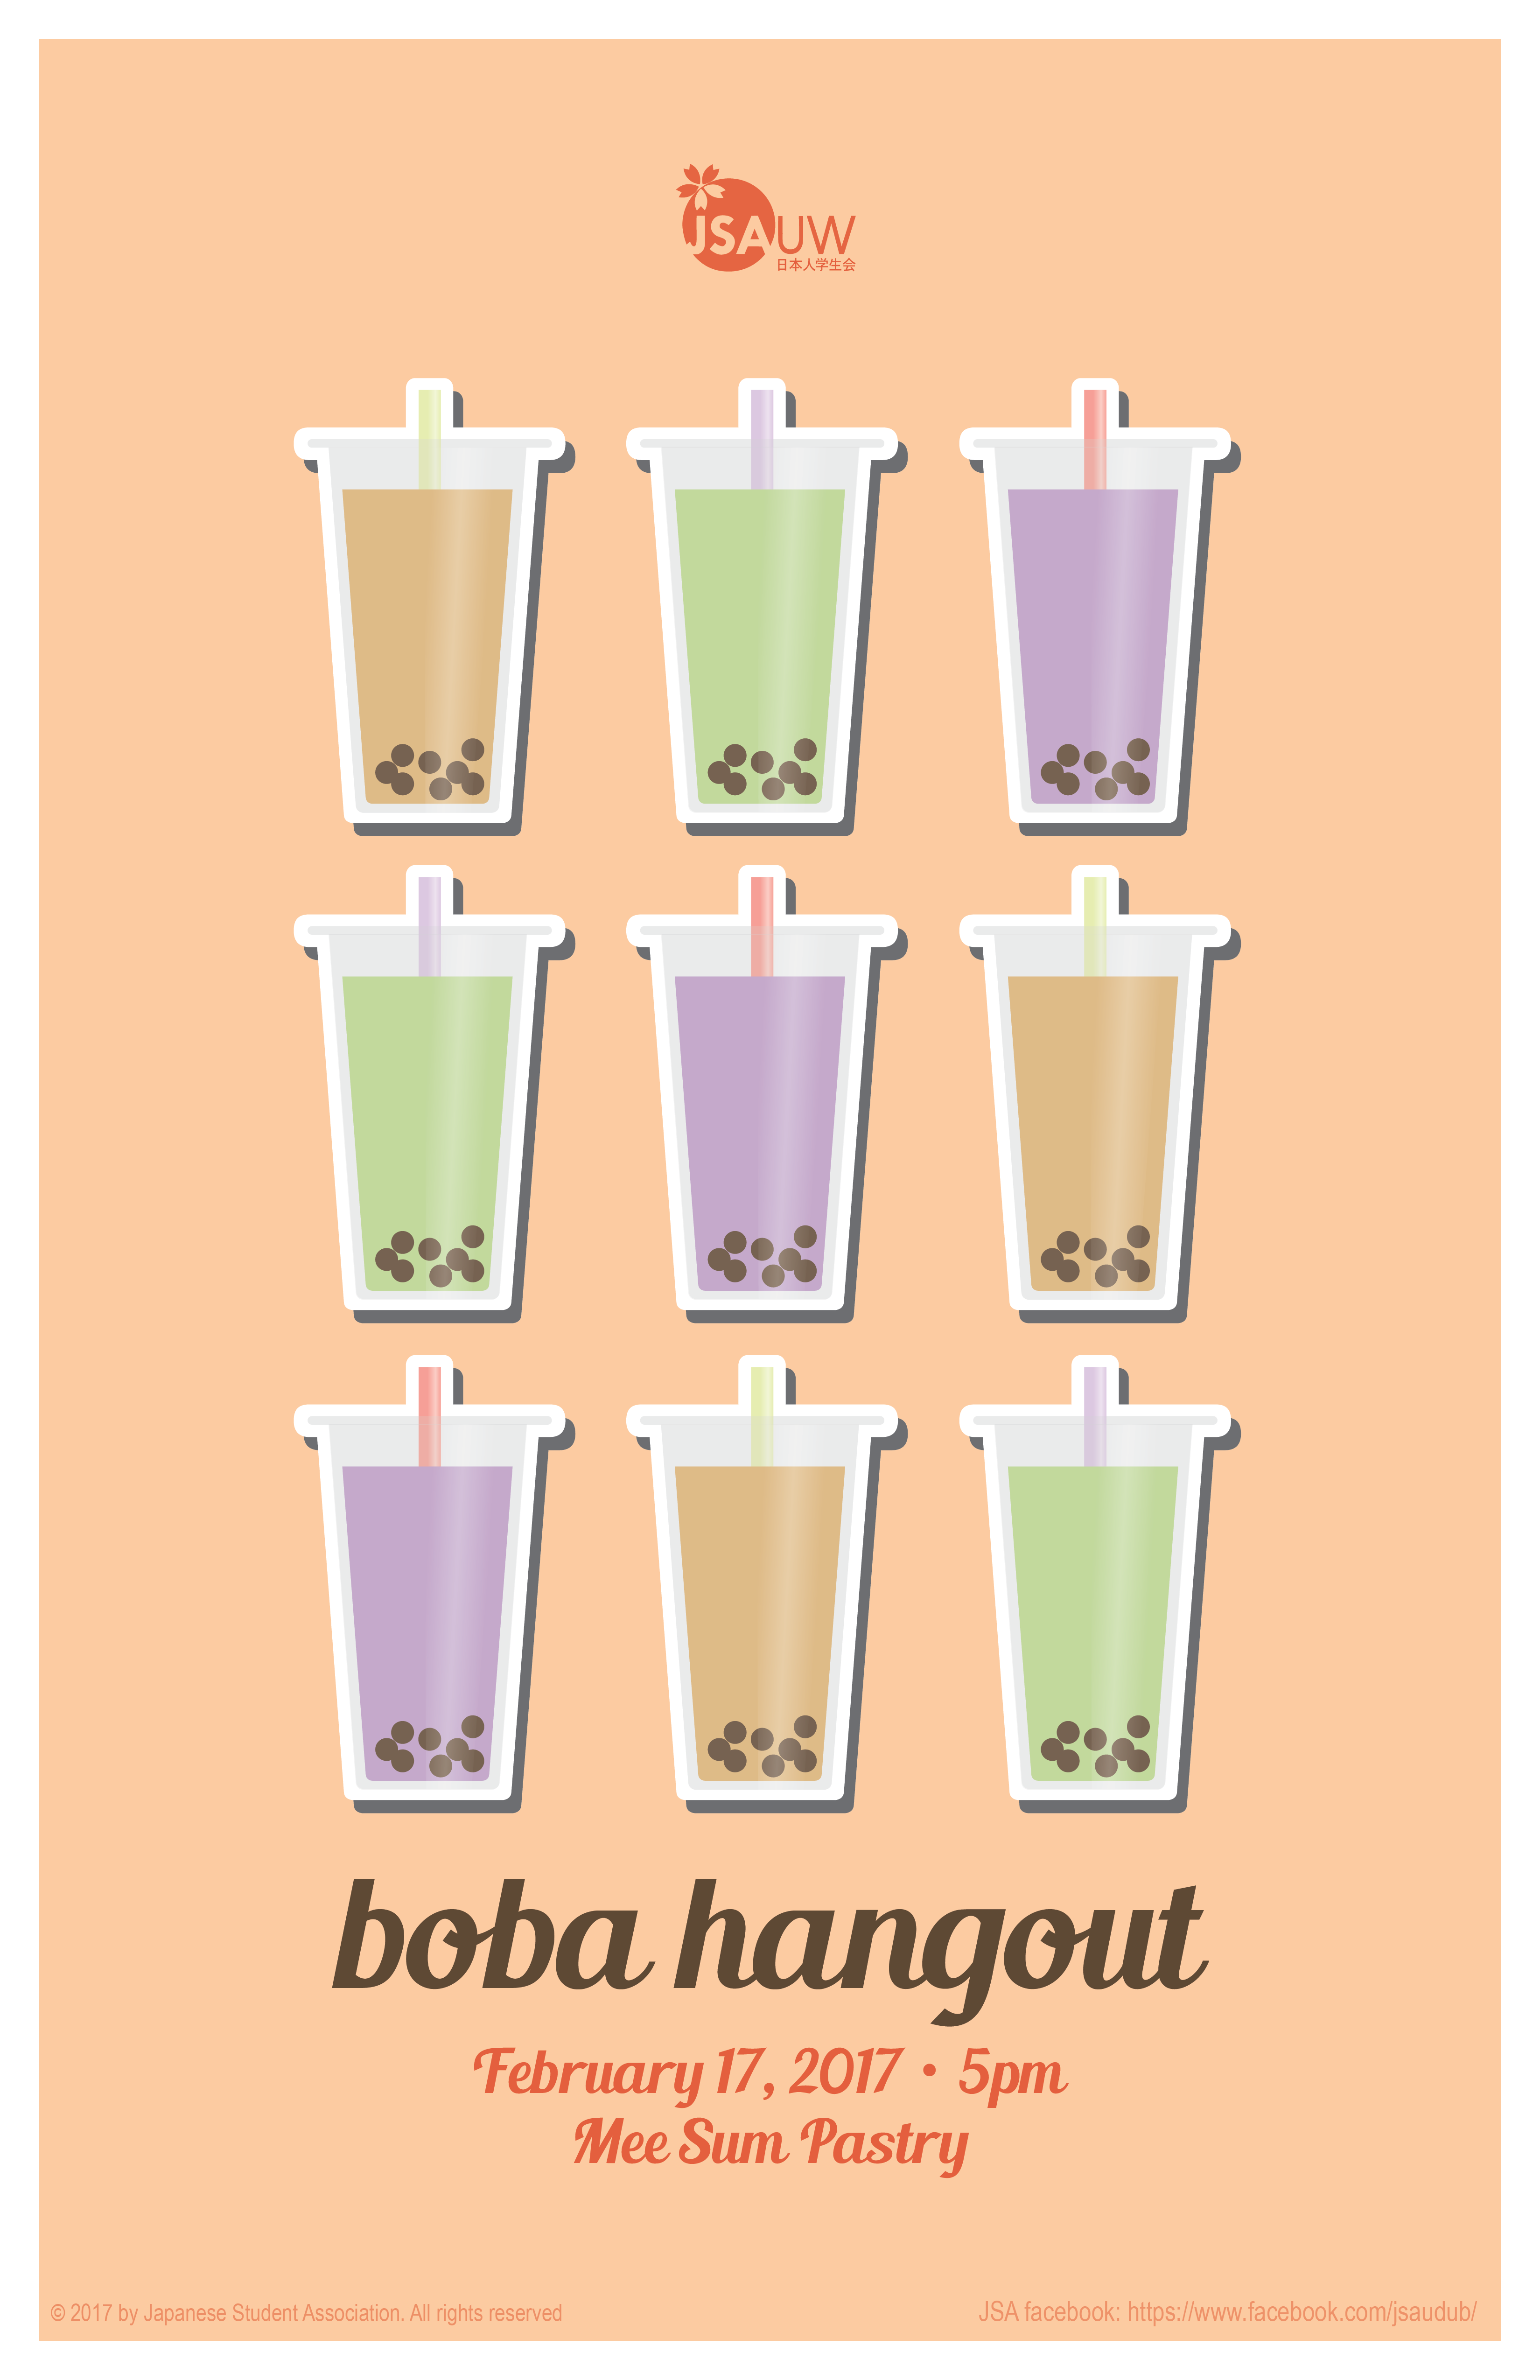 JSAUW
日本人学生会
boba hangout
February 17, 2017 • 5pm
Mee Sum Pastry
© 2017 by Japanese Student Association. All rights reserved
JSA facebook: https://www.facebook.com/jsaudub/